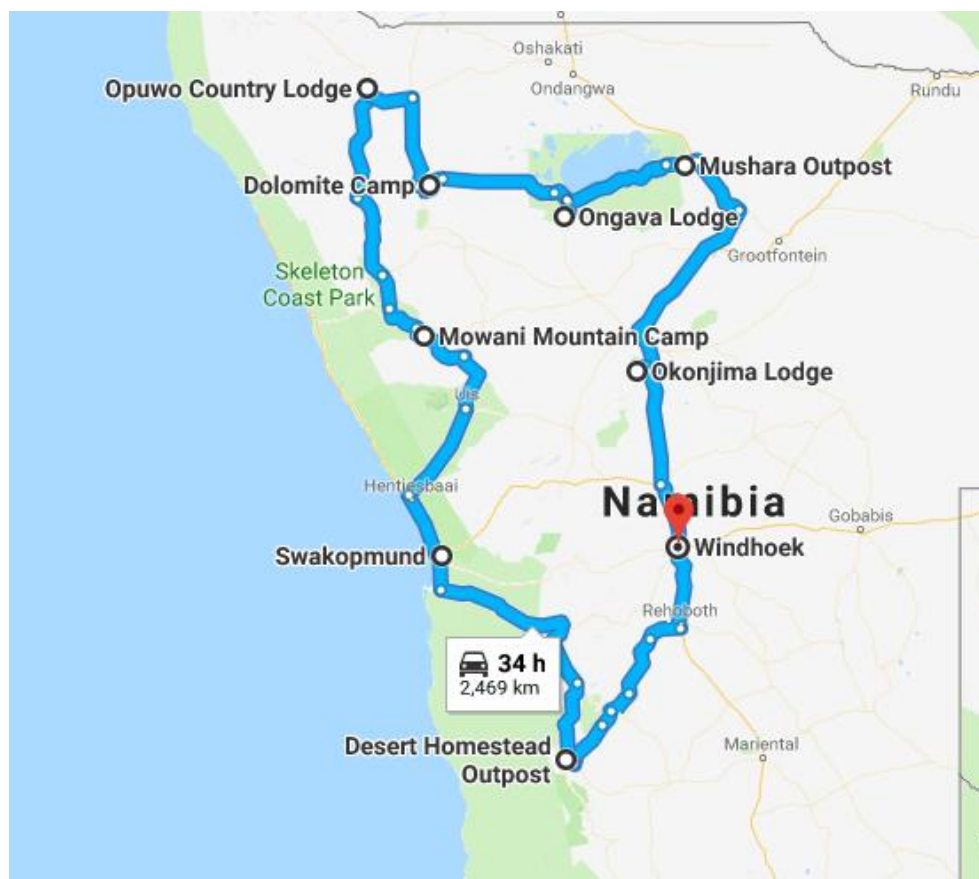 Oshakati
Opuwo Country Lodge
Ondangwa
Rundu
Mushara Outpost
Dolomite Camp
Ongava Lodge
Grootfontein
Skeleton
Coast Park
Mowani Mountain Camp
Okonjima Lodge
Uis
Hentiesbaai
Namibia
Gobabis
Swakopmund
Windhoek
Rehoboth
34 h
2,469 km
Desert Homestead
Outpost
Mariental